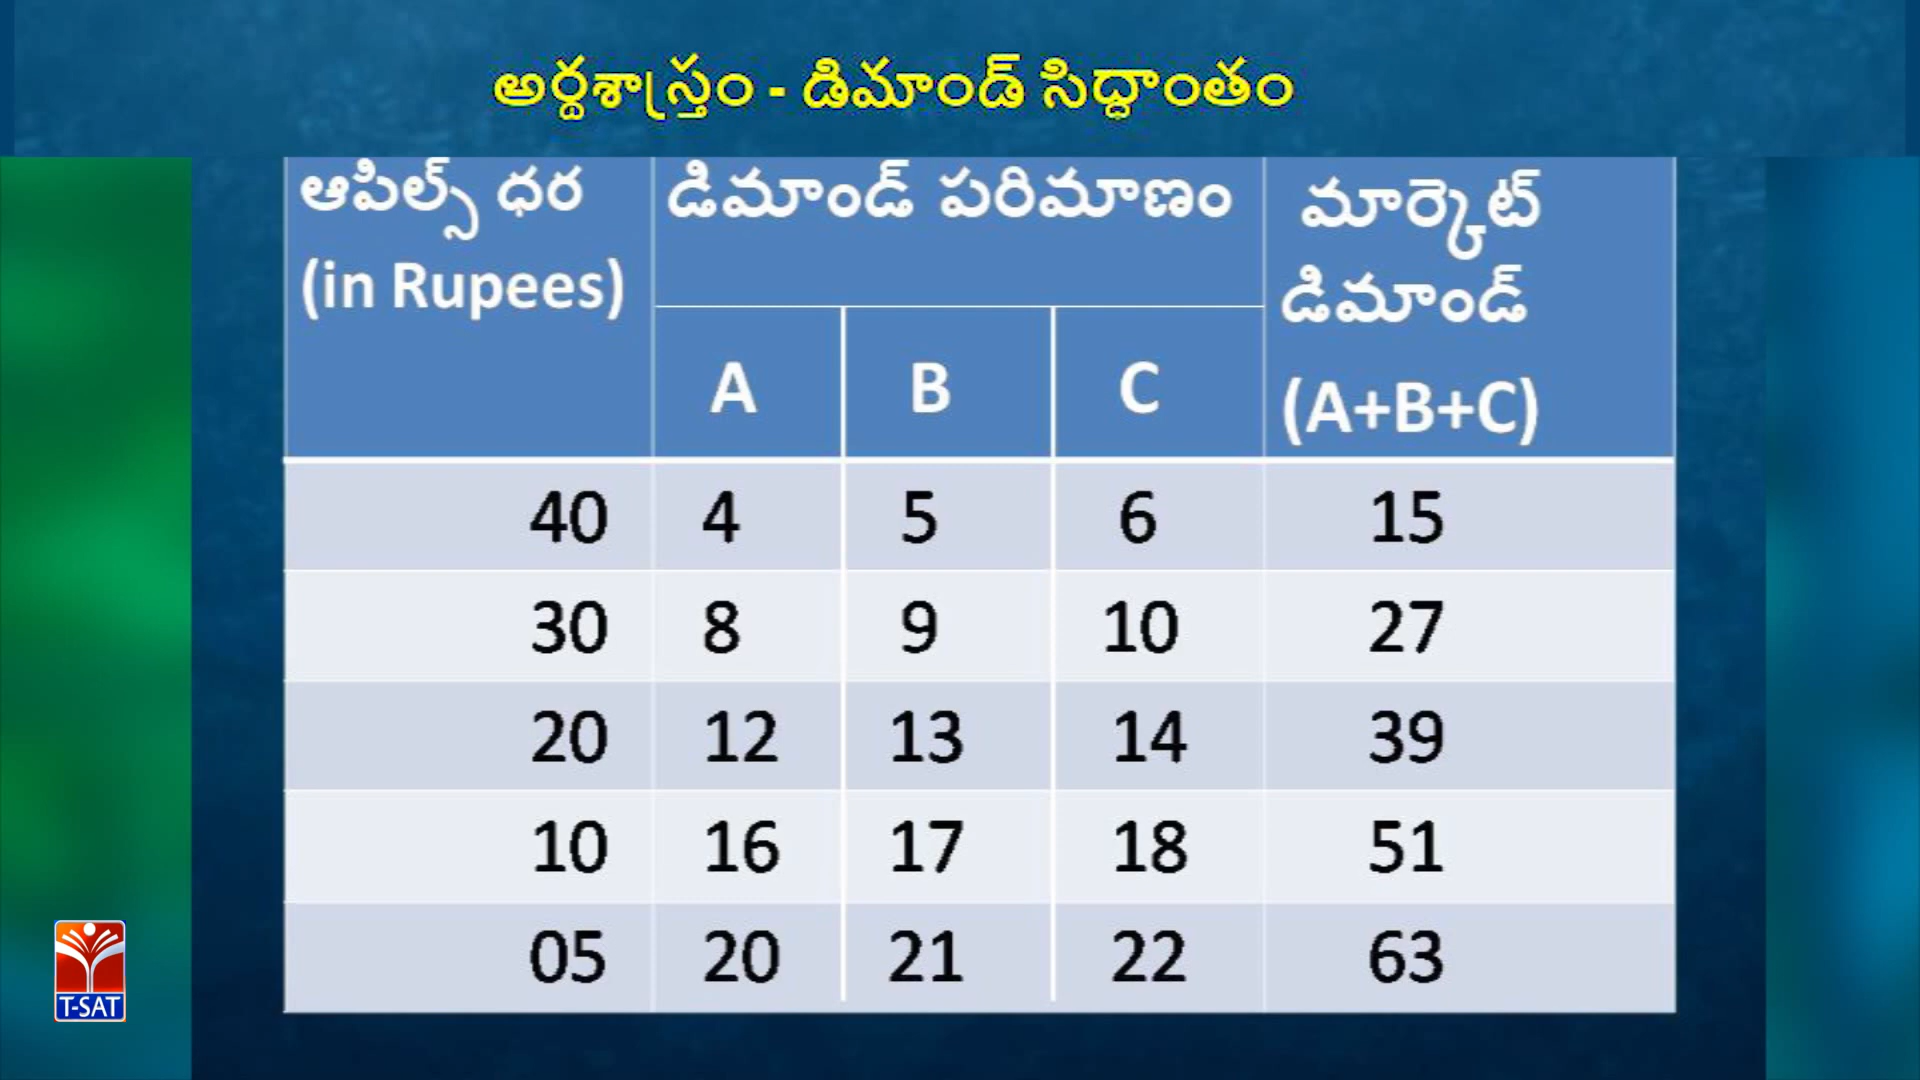 అర్థశాస్త్రం - డిమాండ్ సిద్ధాంతం
ఆపిల్స్ ధర
(in Rupees)
డిమాండ్ పరిమాణం
మార్కెట్
డిమాండ్
(A+B+C)
A B C
40 4 5 6 15
30 8 9 10 27
20 12 13 14 39
10 16 17 18 51
05 20 21 22 63
T-SAT